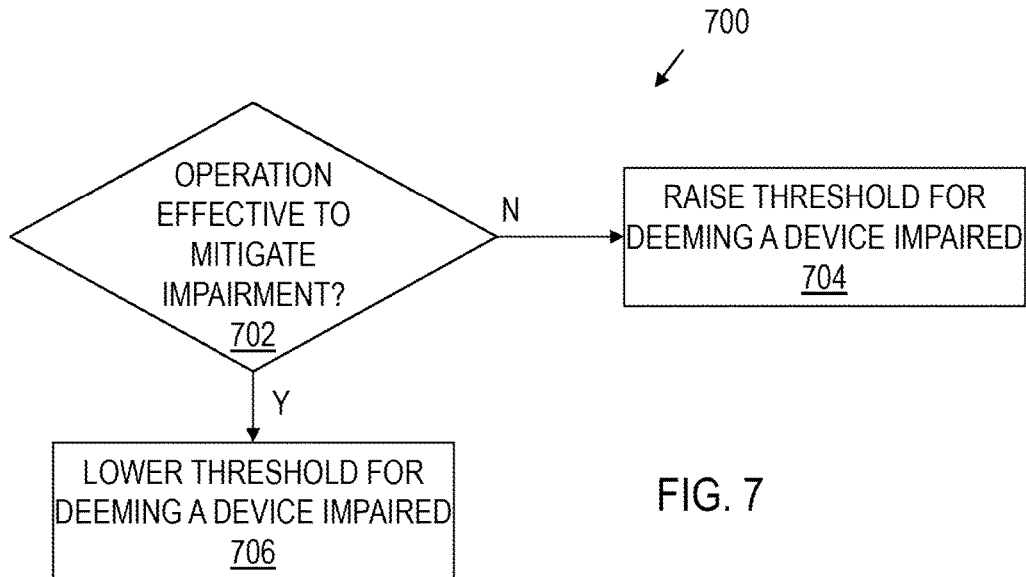 700
OPERATION
EFFECTIVE TO
MITIGATE
IMPAIRMENT?
702
N
RAISE THRESHOLD FOR
DEEMING A DEVICE IMPAIRED
704
Y
LOWER THRESHOLD FOR
DEEMING A DEVICE IMPAIRED
706
FIG. 7